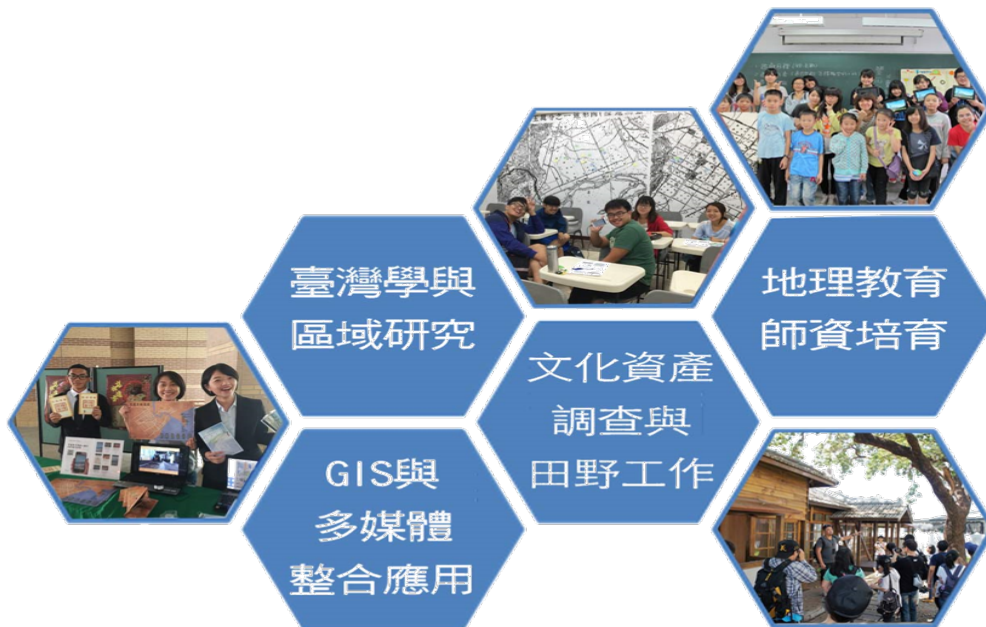 臺灣學與
區域研究
GIS與
多媒體
整合應用
文化資產
調查與
田野工作
地理教育
師資培育